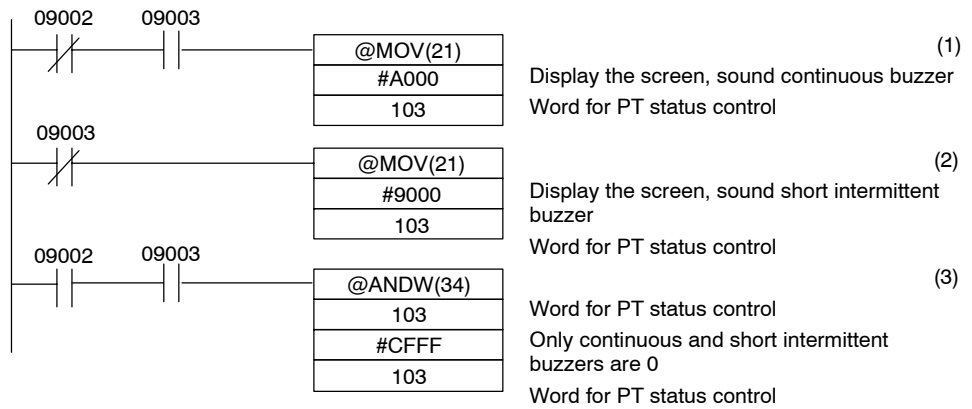 09002 09003
@MOV(21) (1)
#A000 Display the screen, sound continuous buzzer
103 Word for PT status control
09003
@MOV(21) (2)
#9000 Display the screen, sound short intermittent
buzzer
103
Word for PT status control
09002 09003
@ANDW(34) (3)
103 Word for PT status control
#CFFF Only continuous and short intermittent
buzzers are 0
103
Word for PT status control